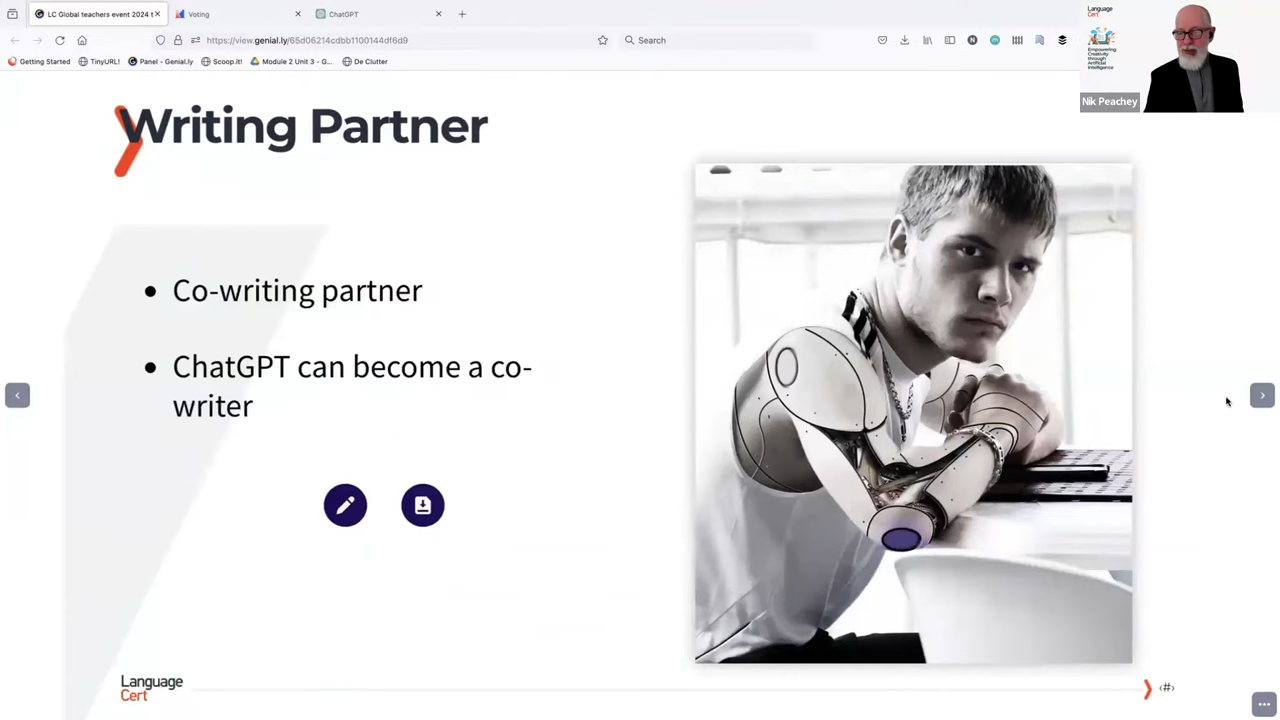 LC Global teachers event 2024 t
Voting
ChatGPT
https://view.genial.ly/65d06214cdbb1100144df6d9
Search
Getting Started
TinyURL!
Panel - Genial.ly
Scoop.it!
Module 2 Unit 3 - G...
De Clutter
Language
Cert
Empowering
Creativity
through
Artificial
Intelligence
Nik Peachey
Writing Partner
• Co-writing partner
• ChatGPT can become a co-
writer
Language
Cert
‹#›